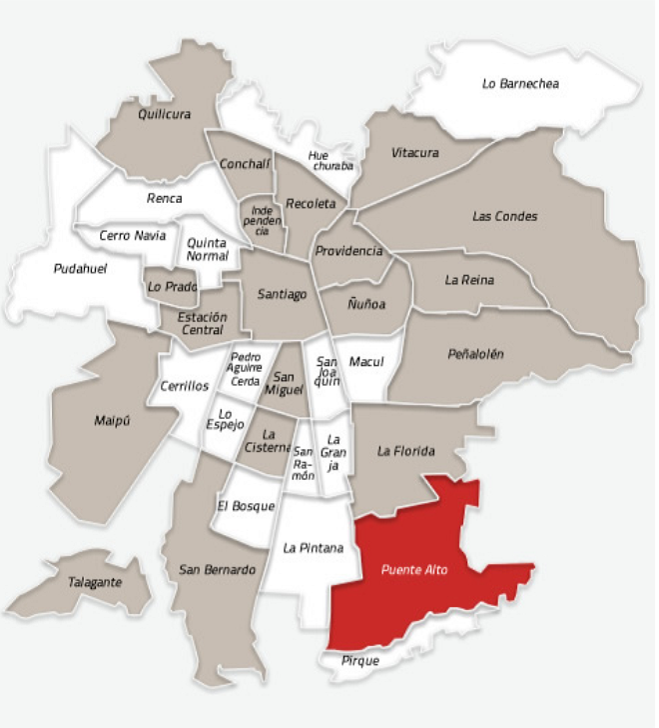 Lo Barnechea
Quilicura
Vitacura
Hue
churaba
Conchalí
Renca
Recoleta
Inde
penden
cia
Las Condes
Cerro Navia
Quinta
Normal
Providencia
Pudahuel
La Reina
Lo Prado
Santiago
Ñuñoa
Estación
Central
Peñalolén
Pedro
Aguirre
Cerda
San
Joa
quín
Macul
Cerrillos
San
Miguel
Maipú
Lo
Espejo
La
Cisterna
San
Ra-
món
La
Gran
ja
La Florida
El Bosque
La Pintana
San Bernardo
Puente Alto
Talagante
Pirque